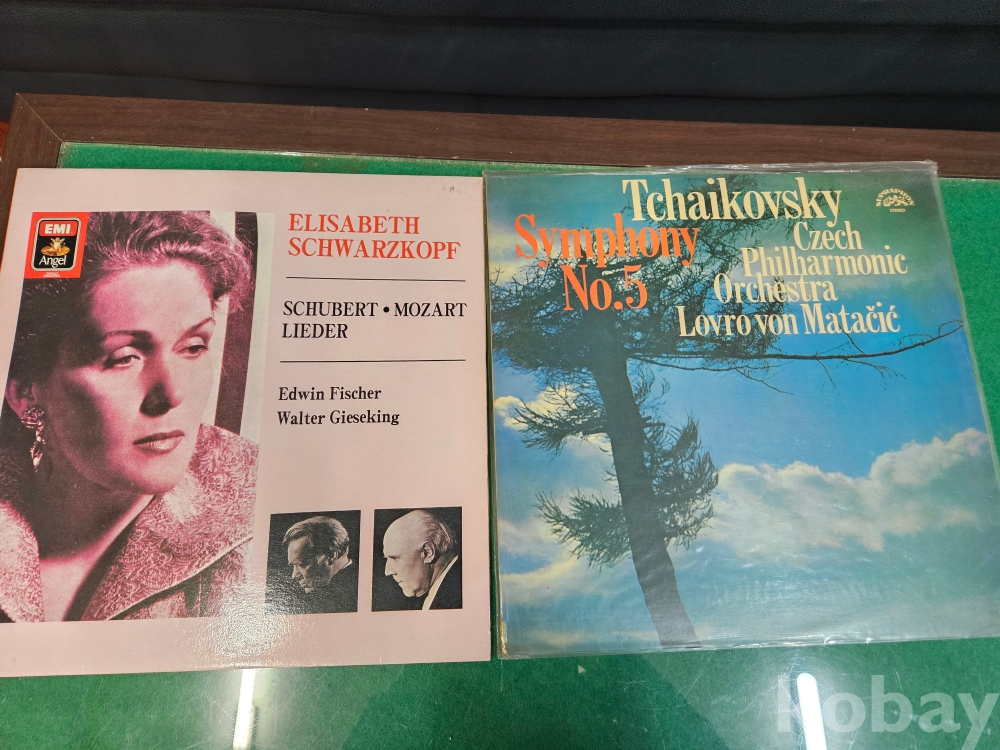 EMI
Angel
ELISABETH
SCHWARZKOPF
SCHUBERT • MOZART
LIEDER
Edwin Fischer
Walter Gieseking
Tchaikovsky
Symphony
No.5
Czech
Philharmonic
Orchestra
Lovro von Matačić
SUPRAPHON
STEREO
kobay